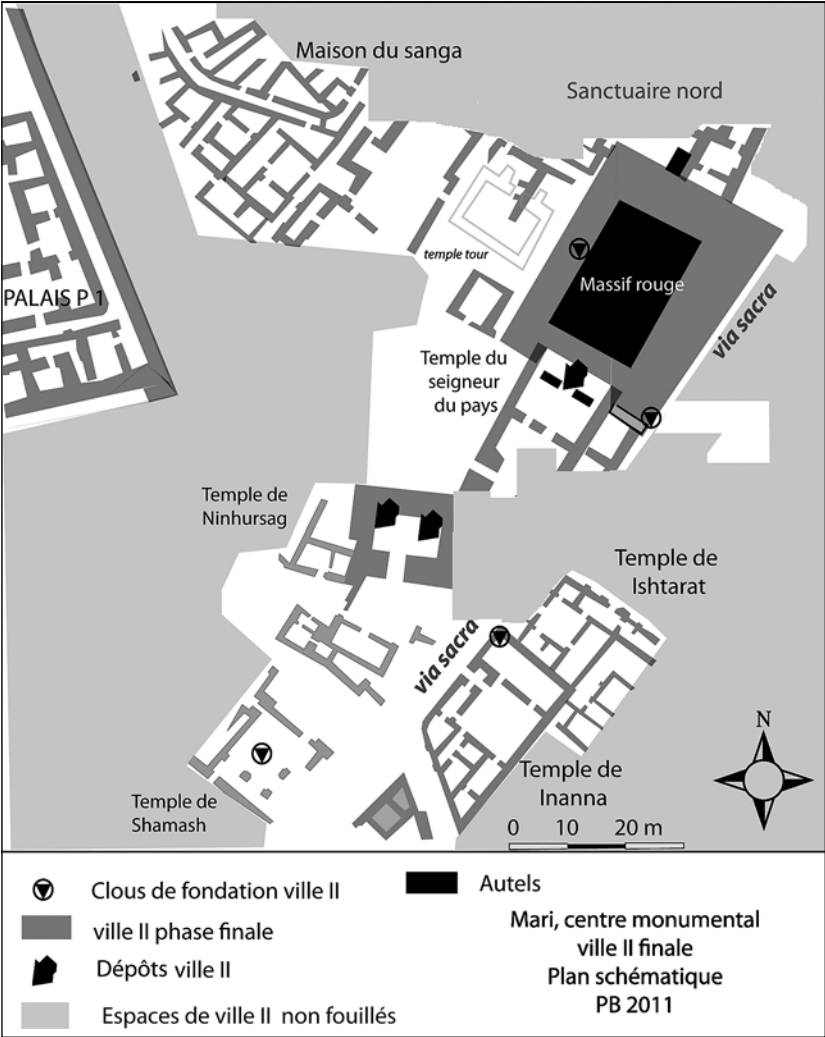 Maison du sanga
Sanctuaire nord
temple tour
PALAIS P 1
Massif rouge
via sacra
Temple du
seigneur
du pays
Temple de
Ninhursag
Temple de
Ishtarat
via sacra
N
Temple de
Inanna
Temple de
Shamash
0 10 20 m
Clous de fondation ville II
ville II phase finale
Dépôts ville II
Espaces de ville II non fouillés
Autels
Mari, centre monumental
ville II finale
Plan schématique
PB 2011